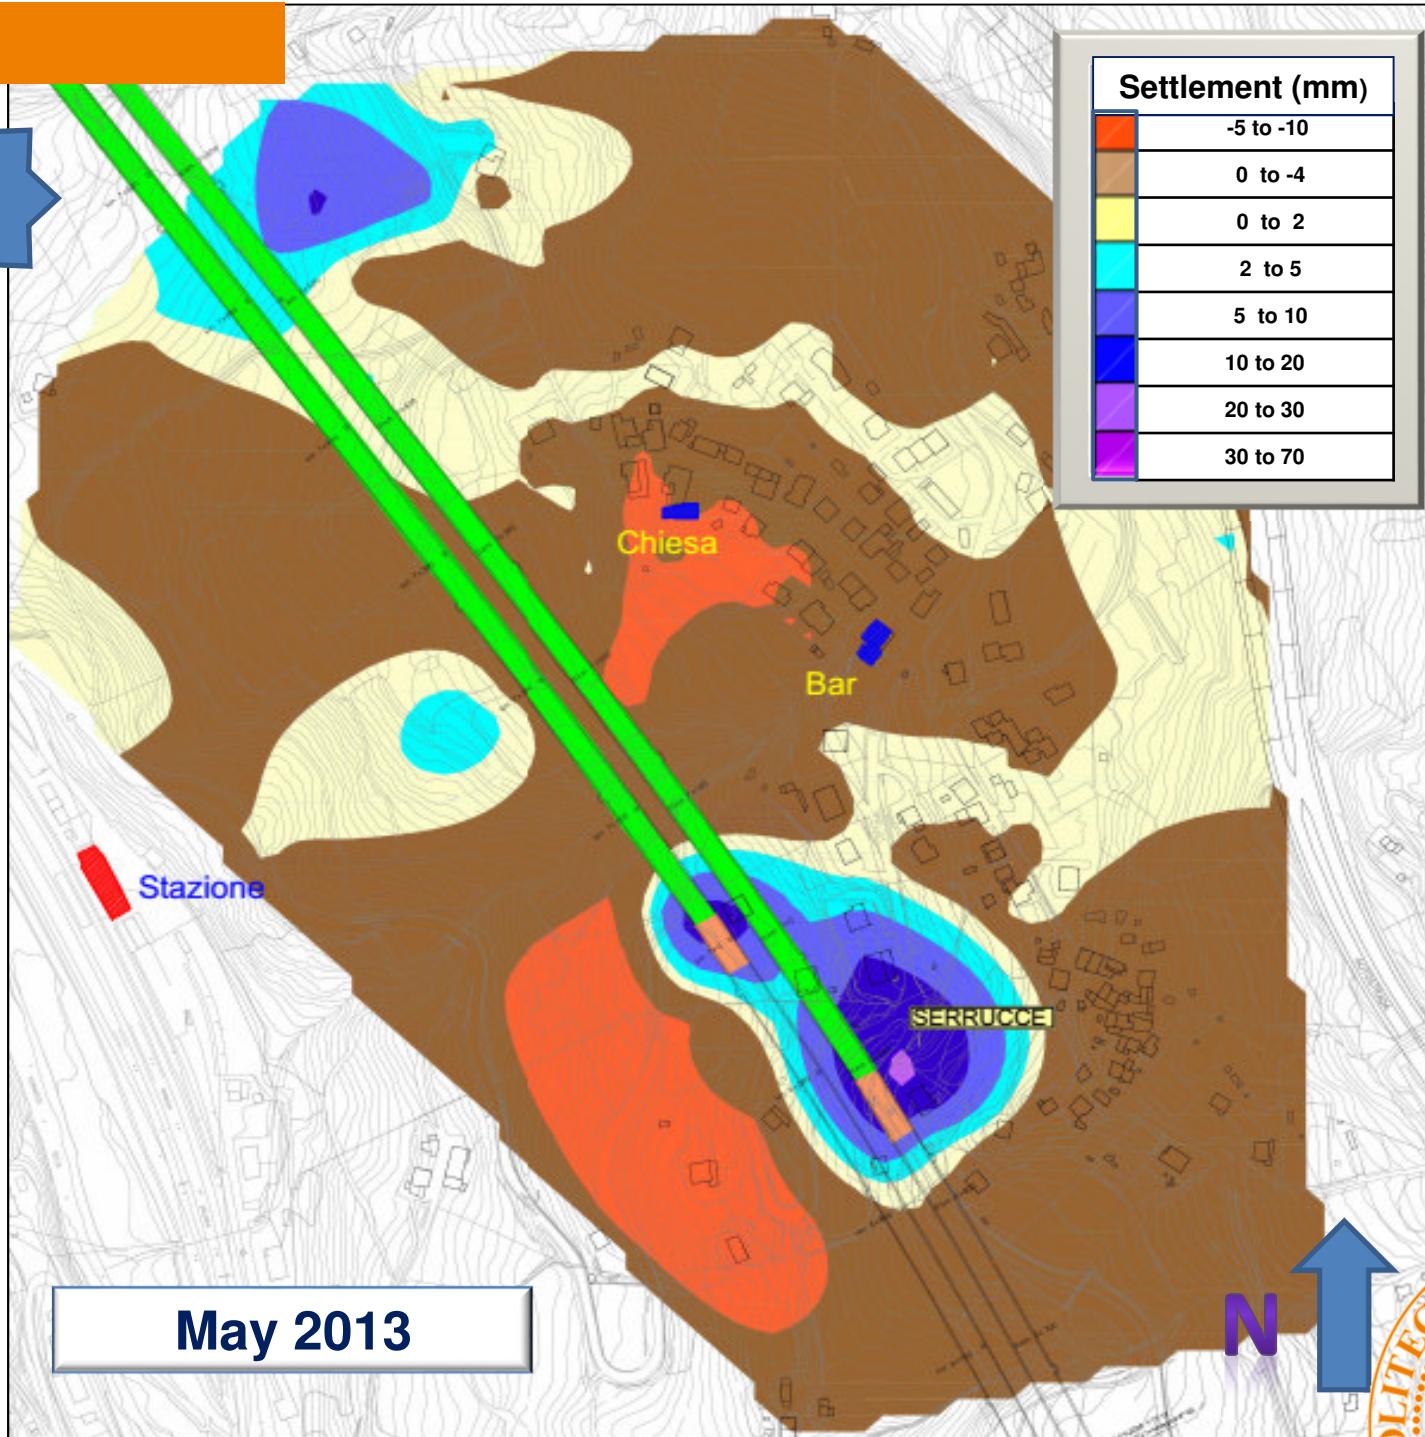 Settlement (mm)
-5 to -10
0 to -4
0 to 2
2 to 5
5 to 10
10 to 20
20 to 30
30 to 70
Chiesa
Bar
Stazione
SERRUCCE
May 2013
N
OLITEC